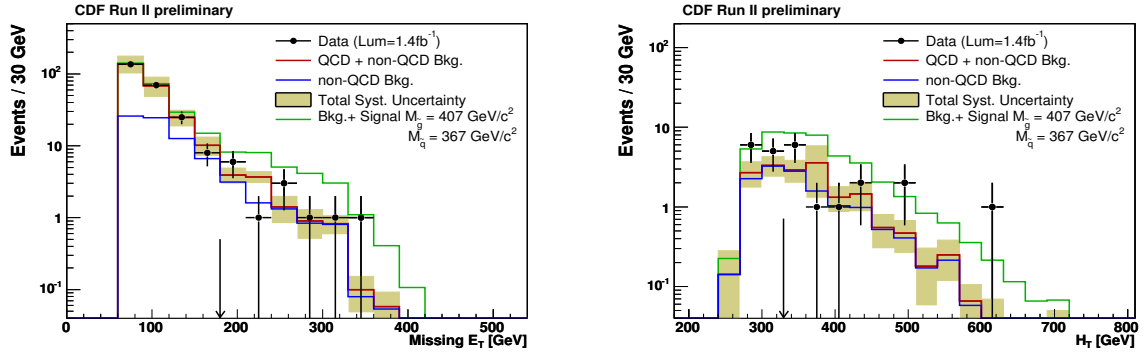 CDF Run II preliminary
Events / 30 GeV
Data (Lum=1.4fb⁻¹)
QCD + non-QCD Bkg.
non-QCD Bkg.
Total Syst. Uncertainty
Bkg.+ Signal M_g̃ = 407 GeV/c²
M_q̃ = 367 GeV/c²
10²
10
1
10⁻¹
0 100 200 300 400 500
Missing E_T [GeV]
CDF Run II preliminary
Events / 30 GeV
Data (Lum=1.4fb⁻¹)
QCD + non-QCD Bkg.
non-QCD Bkg.
Total Syst. Uncertainty
Bkg.+ Signal M_g̃ = 407 GeV/c²
M_q̃ = 367 GeV/c²
10²
10
1
10⁻¹
200 300 400 500 600 700 800
H_T [GeV]